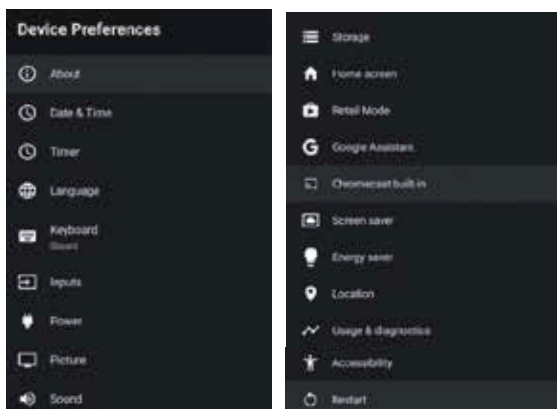 Device Preferences
About
Date & Time
Timer
Language
Keyboard
Gboard
Inputs
Power
Picture
Sound
Storage
Home screen
Retail Mode
Google Assistant
Chromecast built-in
Screen saver
Energy saver
Location
Usage & diagnostics
Accessibility
Restart